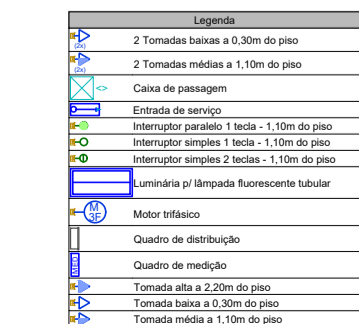 Legenda
(2x)
2 Tomadas baixas a 0,30m do piso
(2x)
2 Tomadas médias a 1,10m do piso
<>
Caixa de passagem
Entrada de serviço
Interruptor paralelo 1 tecla - 1,10m do piso
Interruptor simples 1 tecla - 1,10m do piso
Interruptor simples 2 teclas - 1,10m do piso
Luminária p/ lâmpada fluorescente tubular
M
3F
Motor trifásico
Quadro de distribuição
MED
Quadro de medição
Tomada alta a 2,20m do piso
Tomada baixa a 0,30m do piso
Tomada média a 1,10m do piso